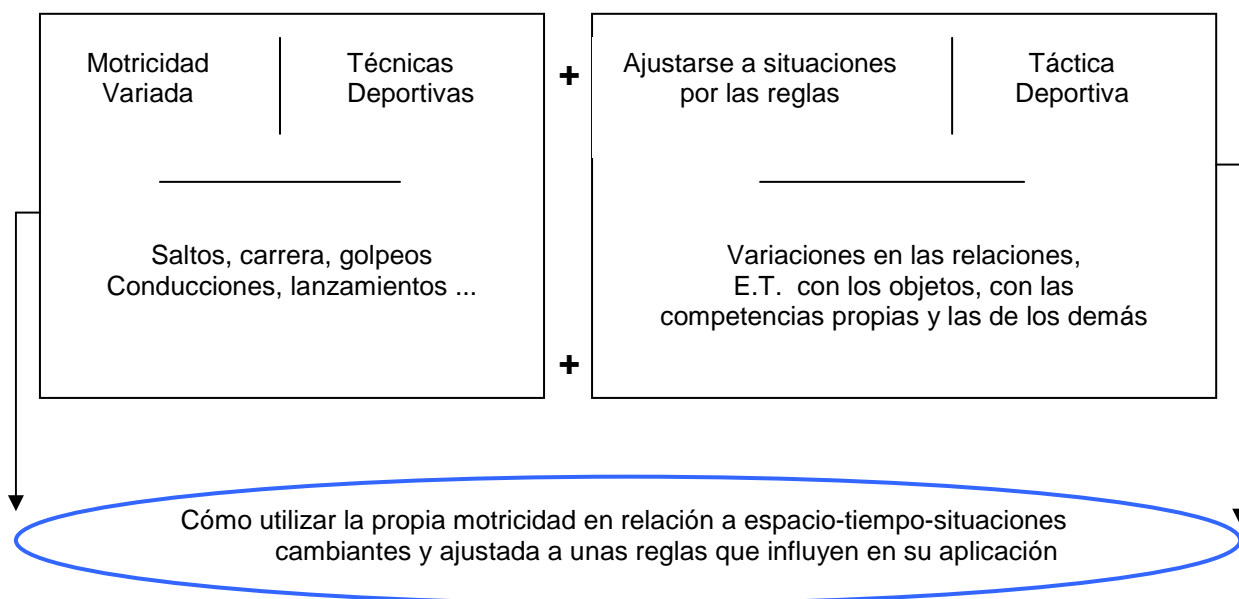 Motricidad
Variada
Técnicas
Deportivas
+
Ajustarse a situaciones
por las reglas
Táctica
Deportiva
Saltos, carrera, golpeos
Conducciones, lanzamientos ...
Variaciones en las relaciones,
E.T. con los objetos, con las
competencias propias y las de los demás
+
Cómo utilizar la propia motricidad en relación a espacio-tiempo-situaciones
cambiantes y ajustada a unas reglas que influyen en su aplicación